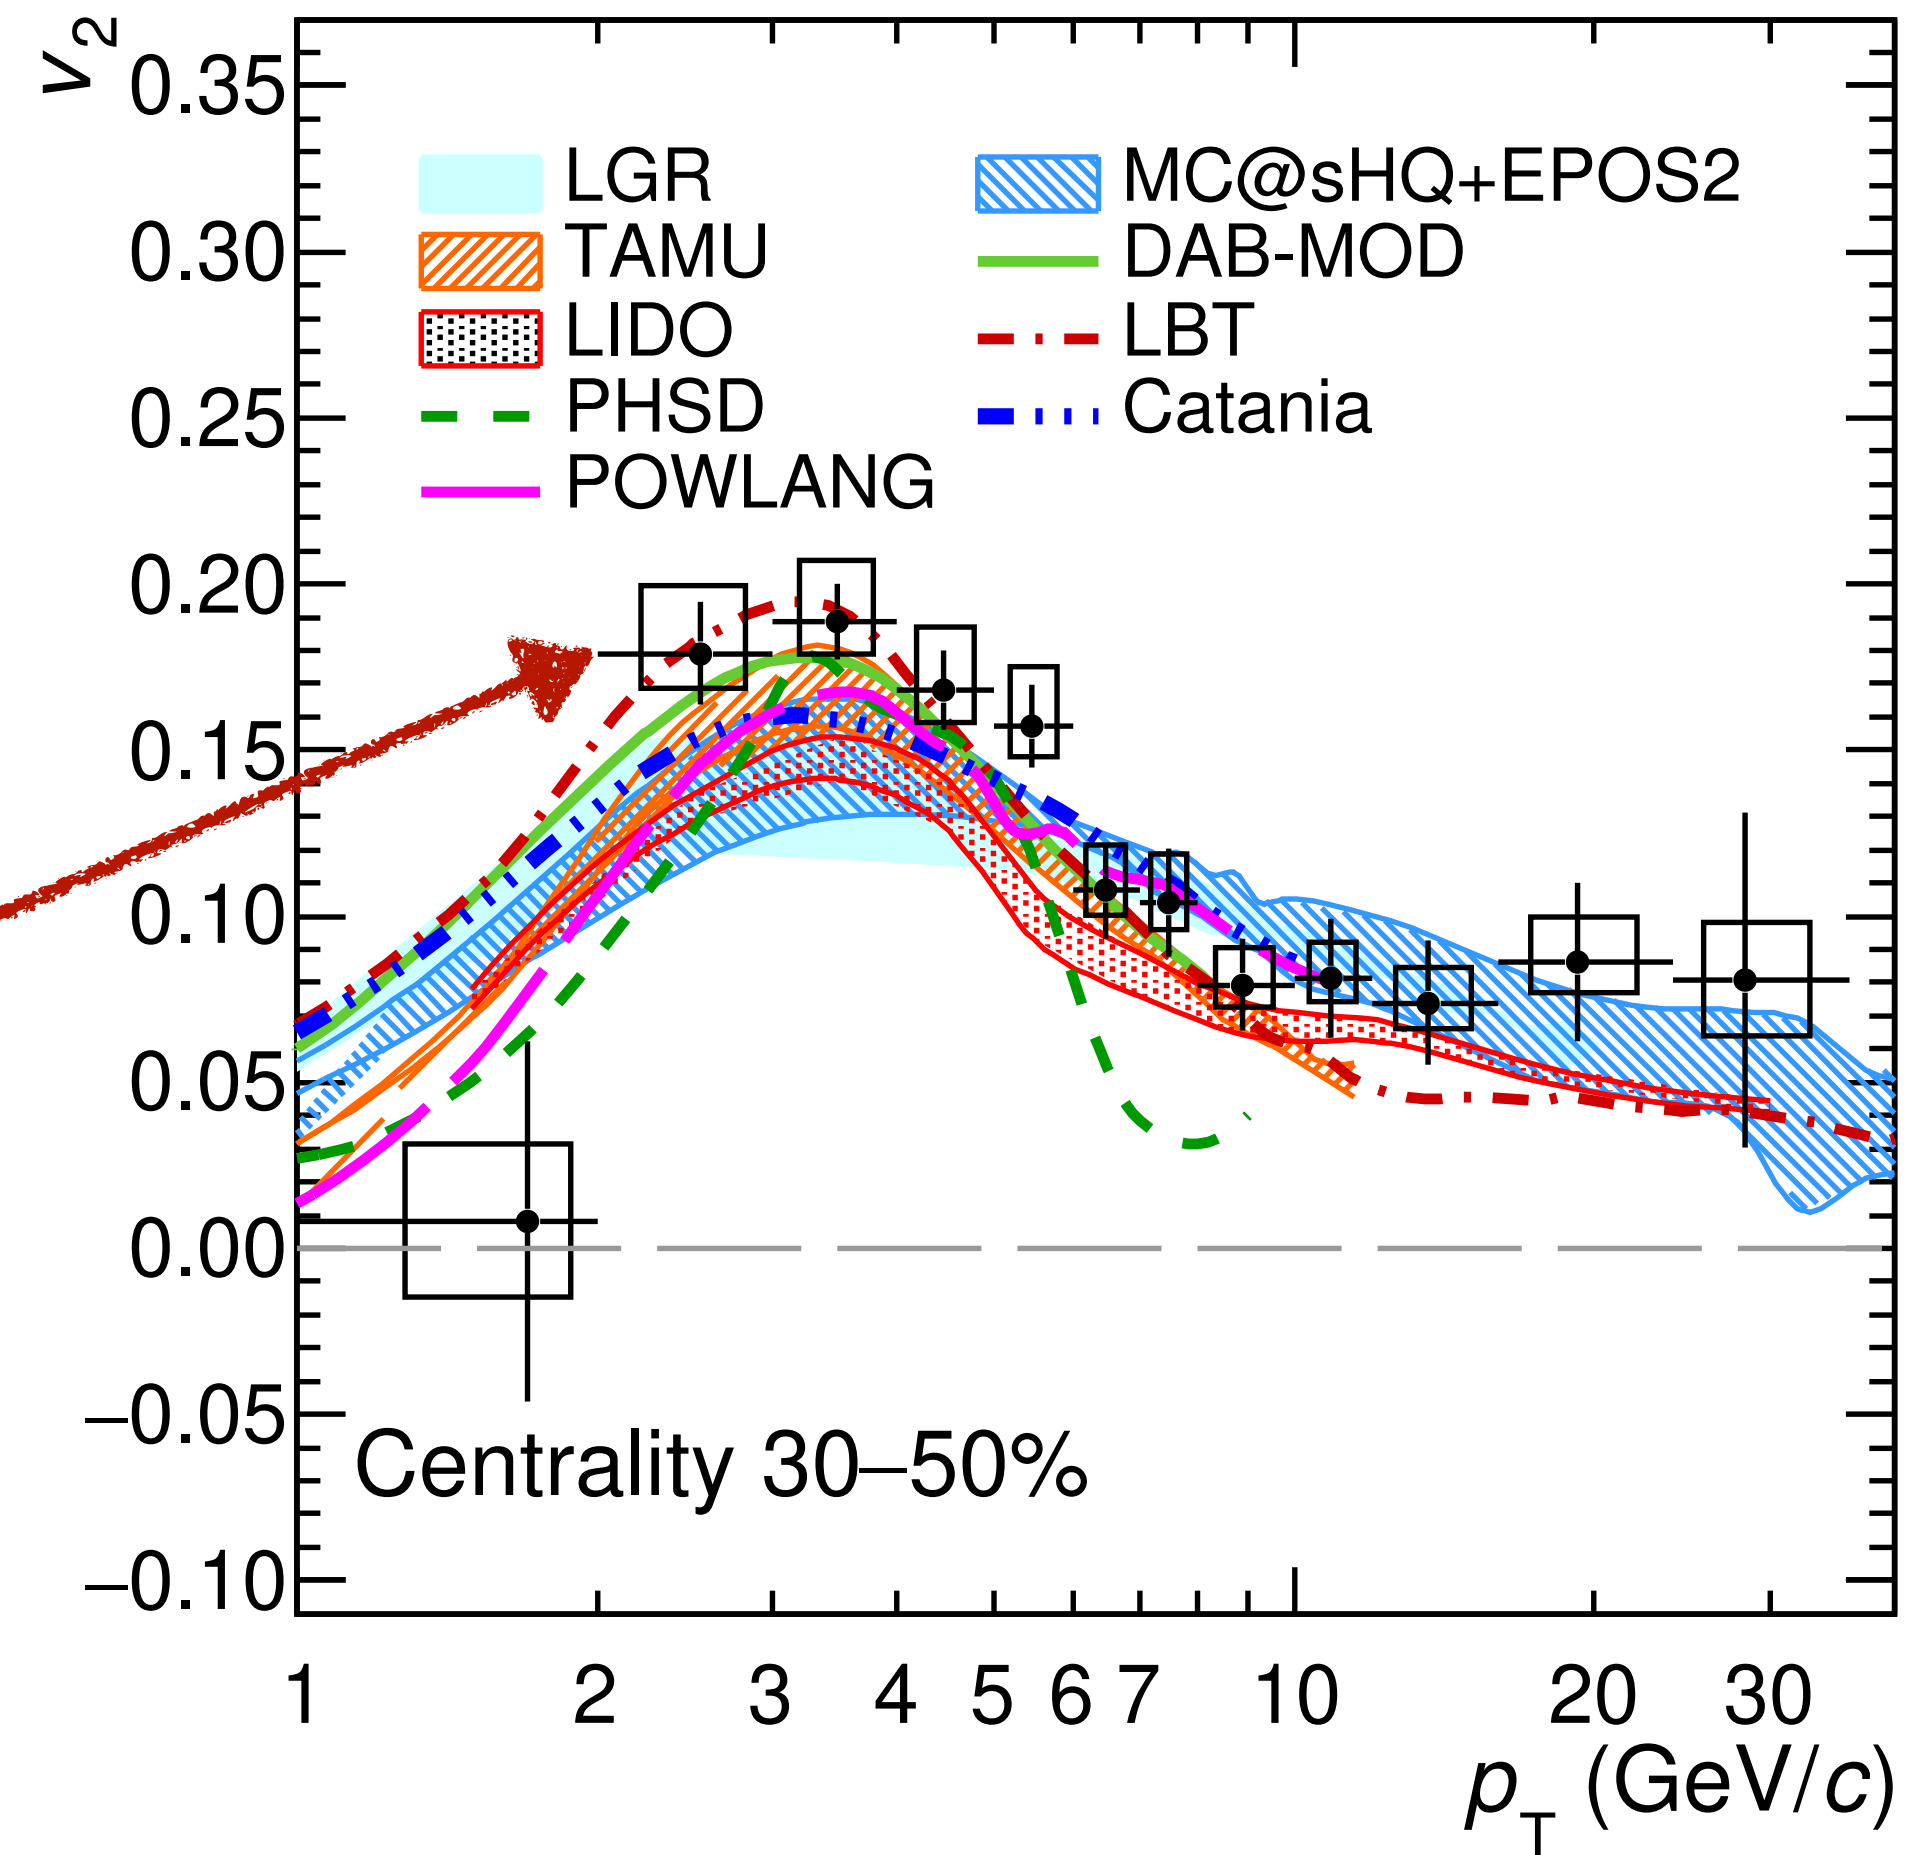 v2
0.35
0.30
0.25
0.20
0.15
0.10
0.05
0.00
−0.05
−0.10
LGR
TAMU
LIDO
PHSD
POWLANG
MC@sHQ+EPOS2
DAB-MOD
LBT
Catania
Centrality 30–50%
1 2 3 4 5 6 7 10 20 30
pT (GeV/c)